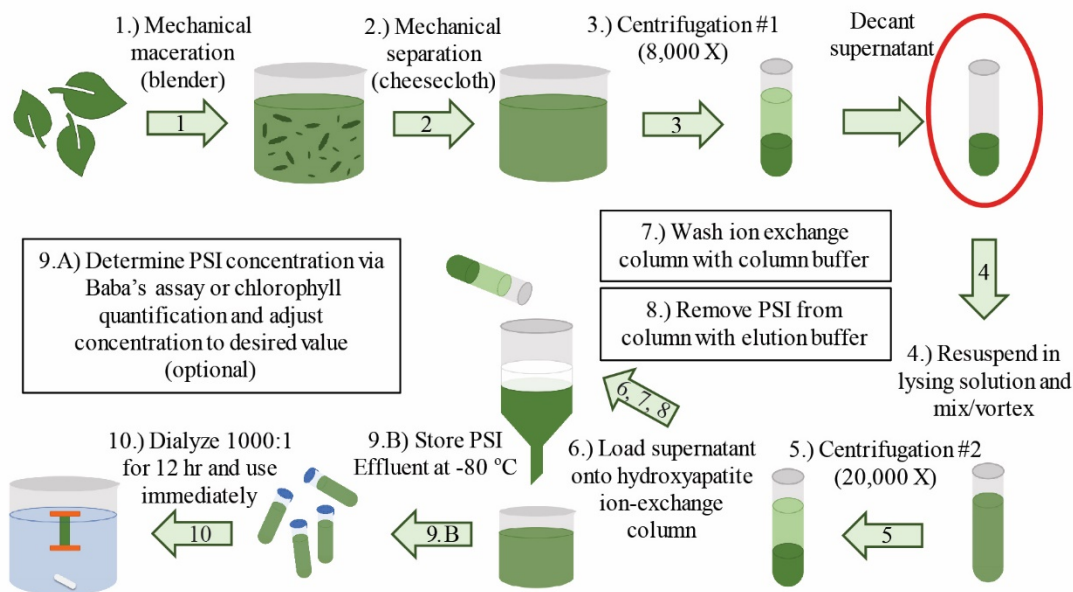 1.) Mechanical
maceration
(blender)
1
2.) Mechanical
separation
(cheesecloth)
2
3.) Centrifugation #1
(8,000 X)
3
Decant
supernatant
4
4.) Resuspend in
lysing solution and
mix/vortex
5.) Centrifugation #2
(20,000 X)
5
6.) Load supernatant
onto hydroxyapatite
ion-exchange
column
6, 7, 8
7.) Wash ion exchange
column with column buffer
8.) Remove PSI from
column with elution buffer
9.A) Determine PSI concentration via
Baba’s assay or chlorophyll
quantification and adjust
concentration to desired value
(optional)
9.B) Store PSI
Effluent at -80 °C
9.B
10.) Dialyze 1000:1
for 12 hr and use
immediately
10